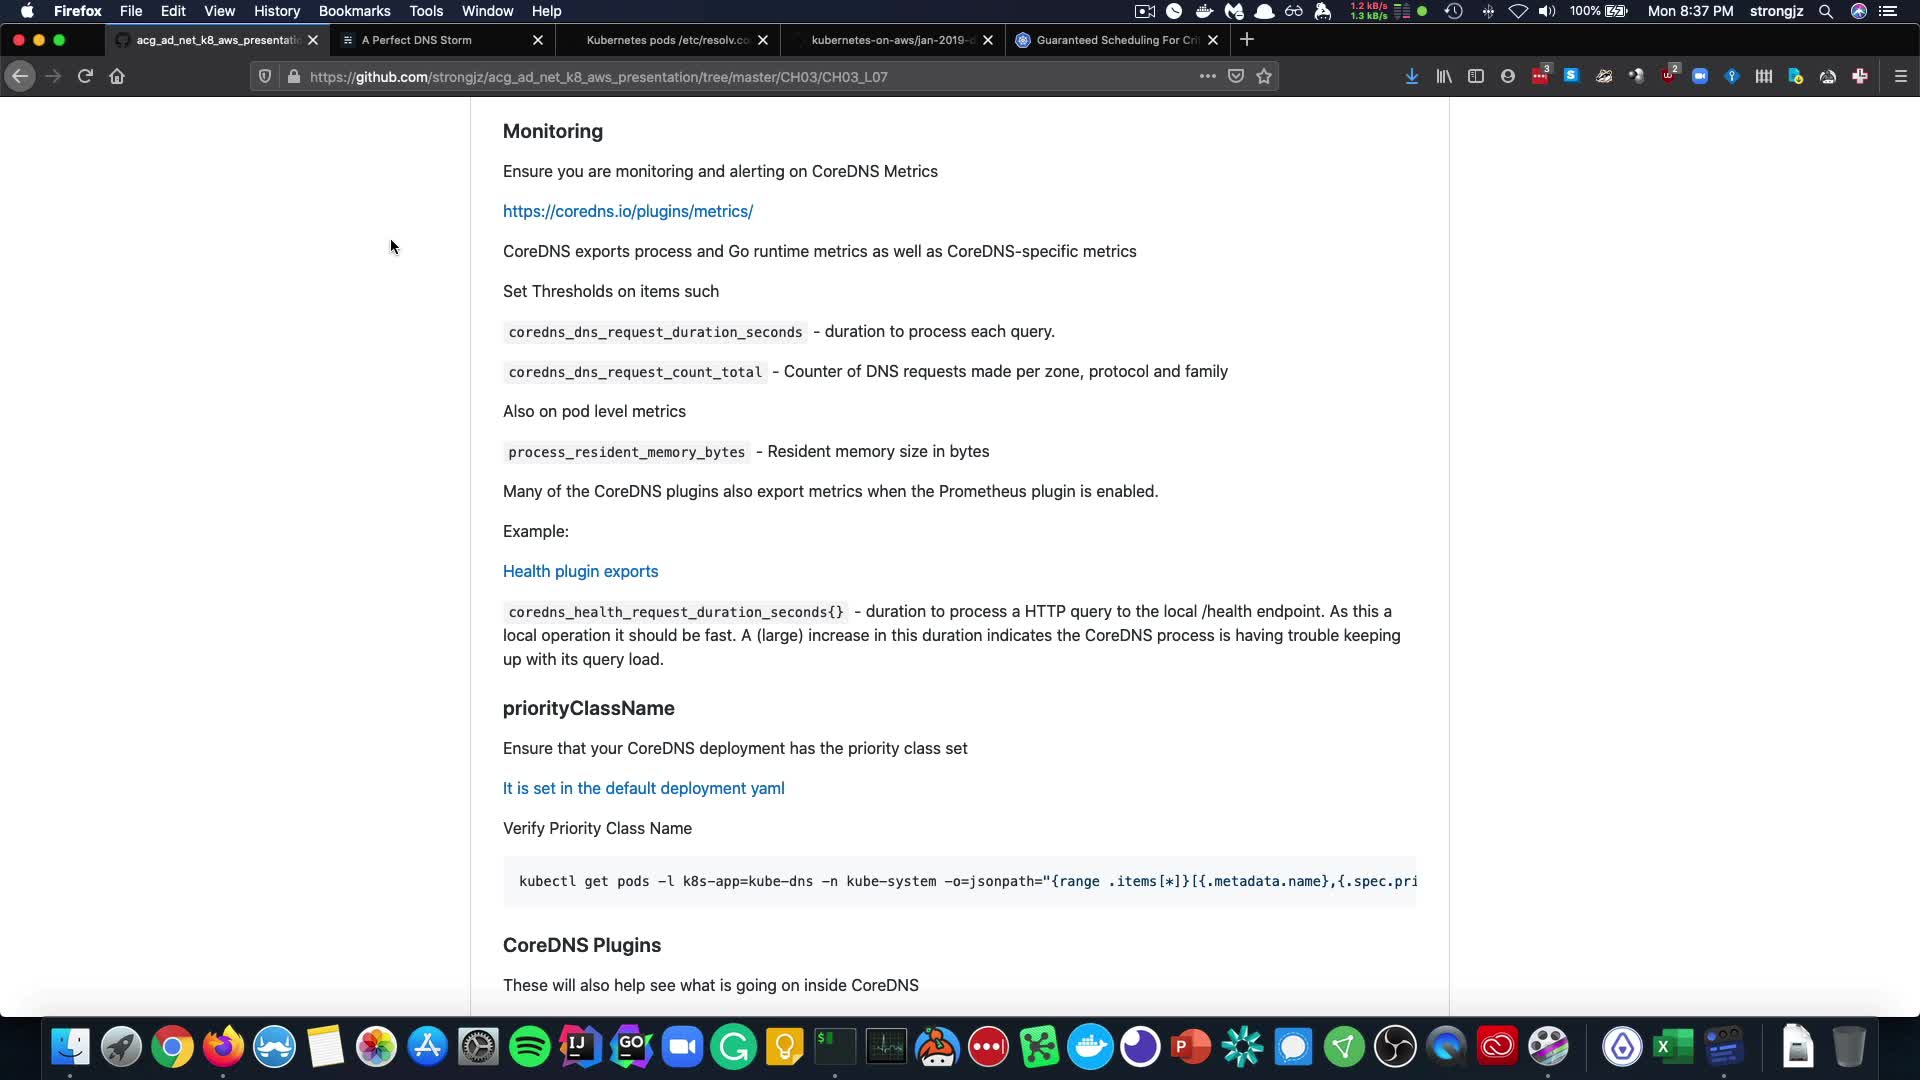 Firefox File Edit View History Bookmarks Tools Window Help 1.2 kB/s 1.3 kB/s 100% Mon 8:37 PM strongjz
acg_ad_net_k8_aws_presentatio A Perfect DNS Storm Kubernetes pods /etc/resolv.co kubernetes-on-aws/jan-2019-d Guaranteed Scheduling For Cri
https://github.com/strongjz/acg_ad_net_k8_aws_presentation/tree/master/CH03/CH03_L07 3 2
Monitoring
Ensure you are monitoring and alerting on CoreDNS Metrics
https://coredns.io/plugins/metrics/
CoreDNS exports process and Go runtime metrics as well as CoreDNS-specific metrics
Set Thresholds on items such
coredns_dns_request_duration_seconds - duration to process each query.
coredns_dns_request_count_total - Counter of DNS requests made per zone, protocol and family
Also on pod level metrics
process_resident_memory_bytes - Resident memory size in bytes
Many of the CoreDNS plugins also export metrics when the Prometheus plugin is enabled.
Example:
Health plugin exports
coredns_health_request_duration_seconds{} - duration to process a HTTP query to the local /health endpoint. As this a
local operation it should be fast. A (large) increase in this duration indicates the CoreDNS process is having trouble keeping
up with its query load.
priorityClassName
Ensure that your CoreDNS deployment has the priority class set
It is set in the default deployment yaml
Verify Priority Class Name
kubectl get pods -l k8s-app=kube-dns -n kube-system -o=jsonpath="{range .items[*]}[{.metadata.name},{.spec.pri
CoreDNS Plugins
These will also help see what is going on inside CoreDNS
IJ GO $ P X